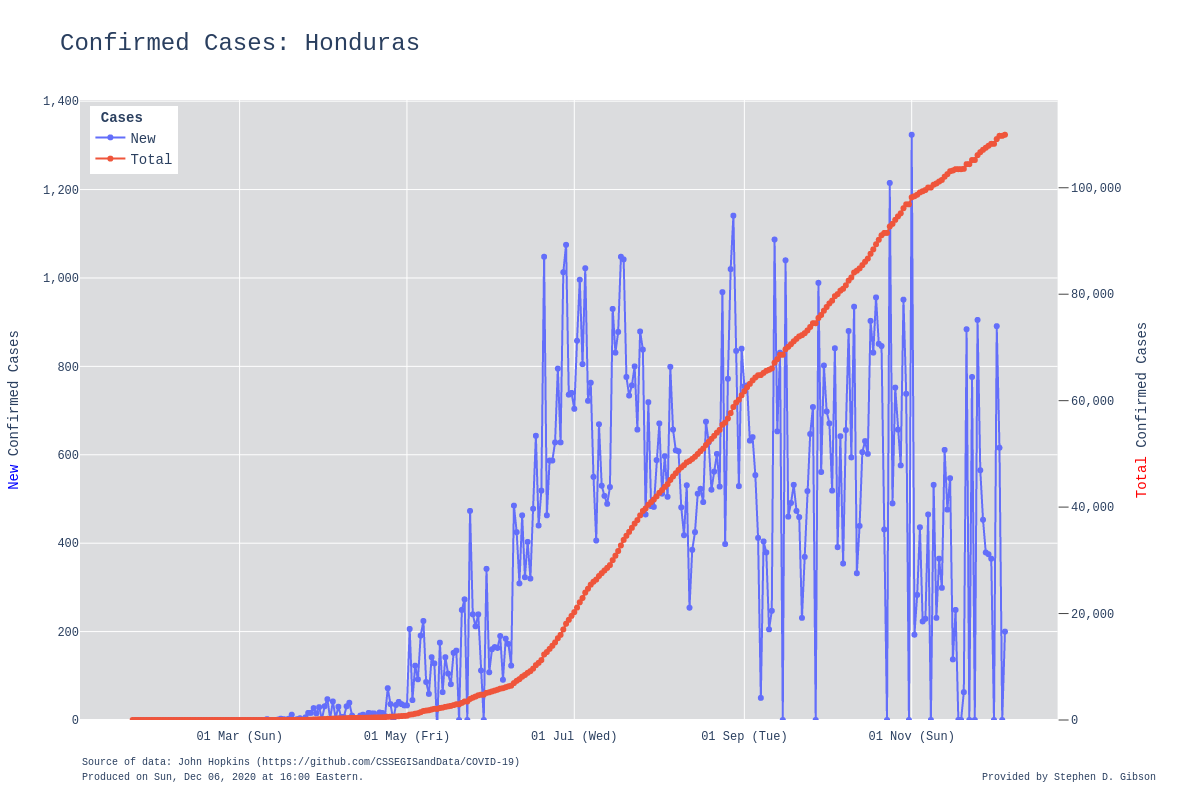 Confirmed Cases: Honduras
1,400
1,200
1,000
800
600
400
200
0
100,000
80,000
60,000
40,000
20,000
0
Cases
New
Total
New Confirmed Cases
Total Confirmed Cases
01 Mar (Sun)
01 May (Fri)
01 Jul (Wed)
01 Sep (Tue)
01 Nov (Sun)
Source of data: John Hopkins (https://github.com/CSSEGISandData/COVID-19)
Produced on Sun, Dec 06, 2020 at 16:00 Eastern.
Provided by Stephen D. Gibson